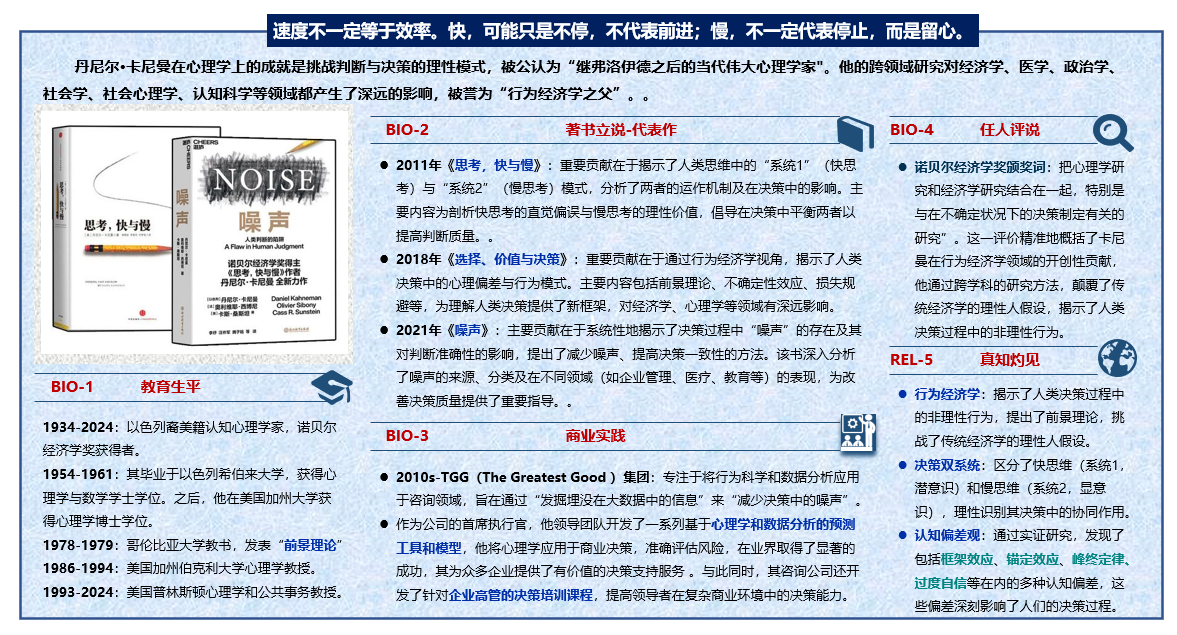 速度不一定等于效率。快，可能只是不停，不代表前进；慢，不一定代表停止，而是留心。
丹尼尔·卡尼曼在心理学上的成就是挑战判断与决策的理性模式，被公认为“继弗洛伊德之后的当代伟大心理学家"。他的跨领域研究对经济学、医学、政治学、
社会学、社会心理学、认知科学等领域都产生了深远的影响，被誉为“行为经济学之父”。。
思考，快与慢
思考，快与慢
CHEERS
湛庐
噪声
NOISE
噪声
人类判断的陷阱
A Flaw in Human Judgment
诺贝尔经济学奖得主
《思考，快与慢》作者
丹尼尔·卡尼曼 全新力作
丹尼尔·卡尼曼
奥利维耶·西博尼
卡斯·桑斯坦
Daniel Kahneman
Olivier Sibony
Cass R. Sunstein
BIO-1 教育生平
1934-2024：以色列裔美籍认知心理学家，诺贝尔
经济学奖获得者。
1954-1961：其毕业于以色列希伯来大学，获得心
理学与数学学士学位。之后，他在美国加州大学获
得心理学博士学位。
1978-1979：哥伦比亚大学教书，发表“前景理论”
1986-1994：美国加州伯克利大学心理学教授。
1993-2024：美国普林斯顿心理学和公共事务教授。
BIO-2 著书立说-代表作
● 2011年《思考，快与慢》：重要贡献在于揭示了人类思维中的“系统1”（快思
考）与“系统2”（慢思考）模式，分析了两者的运作机制及在决策中的影响。主
要内容为剖析快思考的直觉偏误与慢思考的理性价值，倡导在决策中平衡两者以
提高判断质量。。
● 2018年《选择、价值与决策》：重要贡献在于通过行为经济学视角，揭示了人类
决策中的心理偏差与行为模式。主要内容包括前景理论、不确定性效应、损失规
避等，为理解人类决策提供了新框架，对经济学、心理学等领域有深远影响。
● 2021年《噪声》：主要贡献在于系统性地揭示了决策过程中“噪声”的存在及其
对判断准确性的影响，提出了减少噪声、提高决策一致性的方法。该书深入分析
了噪声的来源、分类及在不同领域（如企业管理、医疗、教育等）的表现，为改
善决策质量提供了重要指导。。
BIO-3 商业实践
● 2010s-TGG（The Greatest Good ）集团：专注于将行为科学和数据分析应用
于咨询领域，旨在通过“发掘埋没在大数据中的信息”来“减少决策中的噪声”。
● 作为公司的首席执行官，他领导团队开发了一系列基于心理学和数据分析的预测
工具和模型，他将心理学应用于商业决策，准确评估风险，在业界取得了显著的
成功，其为众多企业提供了有价值的决策支持服务 。与此同时，其咨询公司还开
发了针对企业高管的决策培训课程，提高领导者在复杂商业环境中的决策能力。
BIO-4 任人评说
● 诺贝尔经济学奖颁奖词：把心理学研
究和经济学研究结合在一起，特别是
与在不确定状况下的决策制定有关的
研究”。这一评价精准地概括了卡尼
曼在行为经济学领域的开创性贡献，
他通过跨学科的研究方法，颠覆了传
统经济学的理性人假设，揭示了人类
决策过程中的非理性行为。
REL-5 真知灼见
● 行为经济学：揭示了人类决策过程中
的非理性行为，提出了前景理论，挑
战了传统经济学的理性人假设。
● 决策双系统：区分了快思维（系统1，
潜意识）和慢思维（系统2，显意
识），理性识别其决策中的协同作用。
● 认知偏差观：通过实证研究，发现了
包括框架效应、锚定效应、峰终定律、
过度自信等在内的多种认知偏差，这
些偏差深刻影响了人们的决策过程。